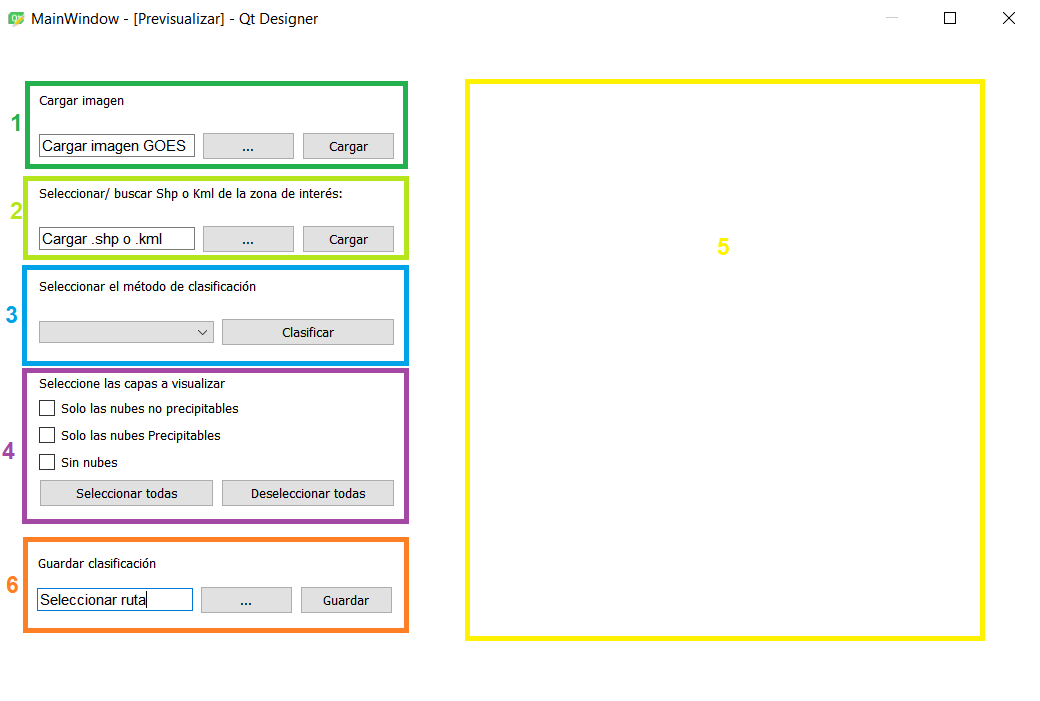 MainWindow - [Previsualizar] - Qt Designer
1
Cargar imagen
Cargar imagen GOES ... Cargar
2
Seleccionar/ buscar Shp o Kml de la zona de interés:
Cargar .shp o .kml ... Cargar
3
Seleccionar el método de clasificación
Clasificar
4
Seleccione las capas a visualizar
Solo las nubes no precipitables
Solo las nubes Precipitables
Sin nubes
Seleccionar todas Deseleccionar todas
6
Guardar clasificación
Seleccionar ruta ... Guardar
5